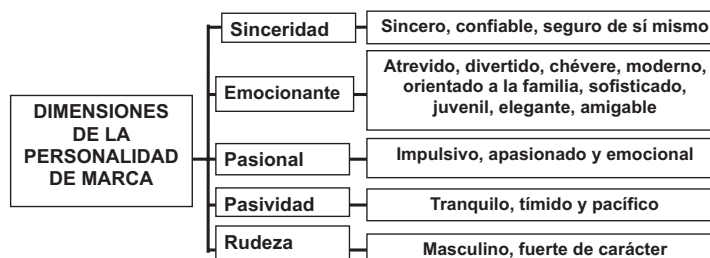 DIMENSIONES
DE LA
PERSONALIDAD
DE MARCA
Sinceridad
Sincero, confiable, seguro de sí mismo
Emocionante
Atrevido, divertido, chévere, moderno,
orientado a la familia, sofisticado,
juvenil, elegante, amigable
Pasional
Impulsivo, apasionado y emocional
Pasividad
Tranquilo, tímido y pacífico
Rudeza
Masculino, fuerte de carácter